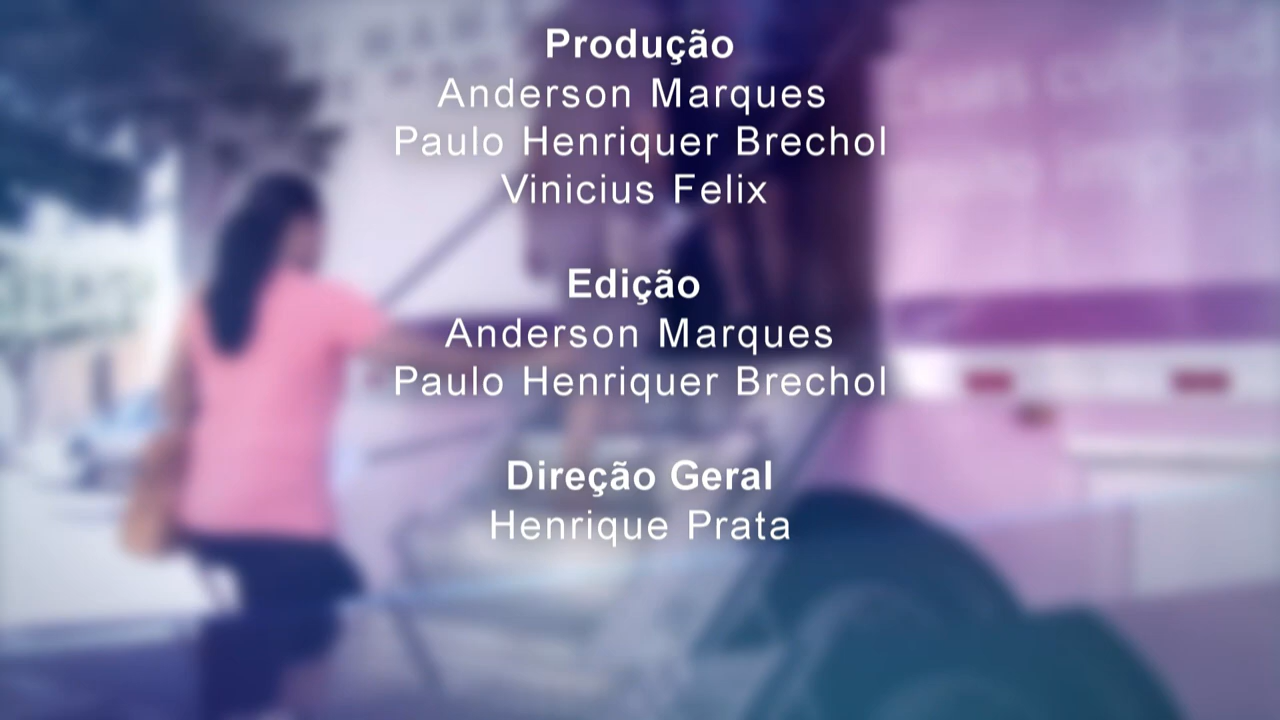 Produção
Anderson Marques
Paulo Henriquer Brechol
Vinicius Felix
Edição
Anderson Marques
Paulo Henriquer Brechol
Direção Geral
Henrique Prata